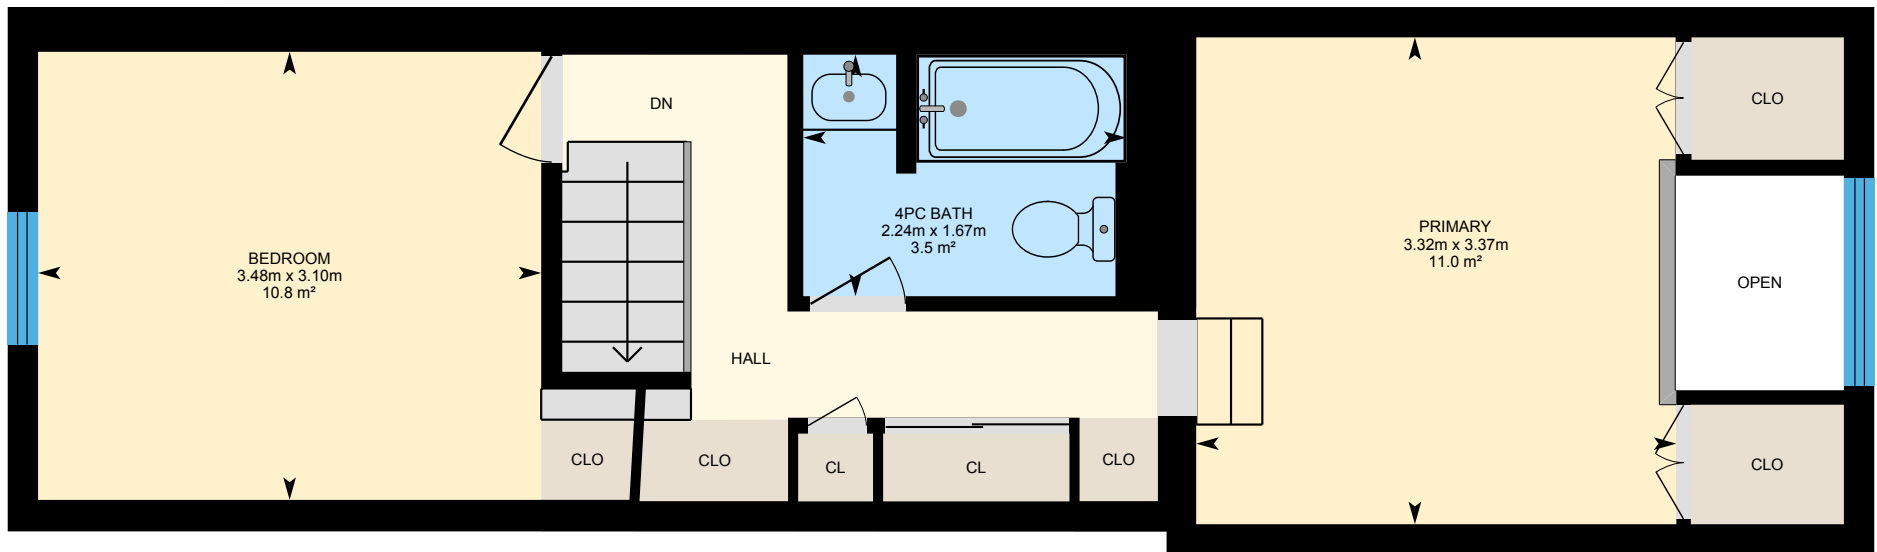 BEDROOM
3.48m x 3.10m
10.8 m²
DN
HALL
4PC BATH
2.24m x 1.67m
3.5 m²
CLO
CLO
CL
CL
CLO
PRIMARY
3.32m x 3.37m
11.0 m²
CLO
OPEN
CLO